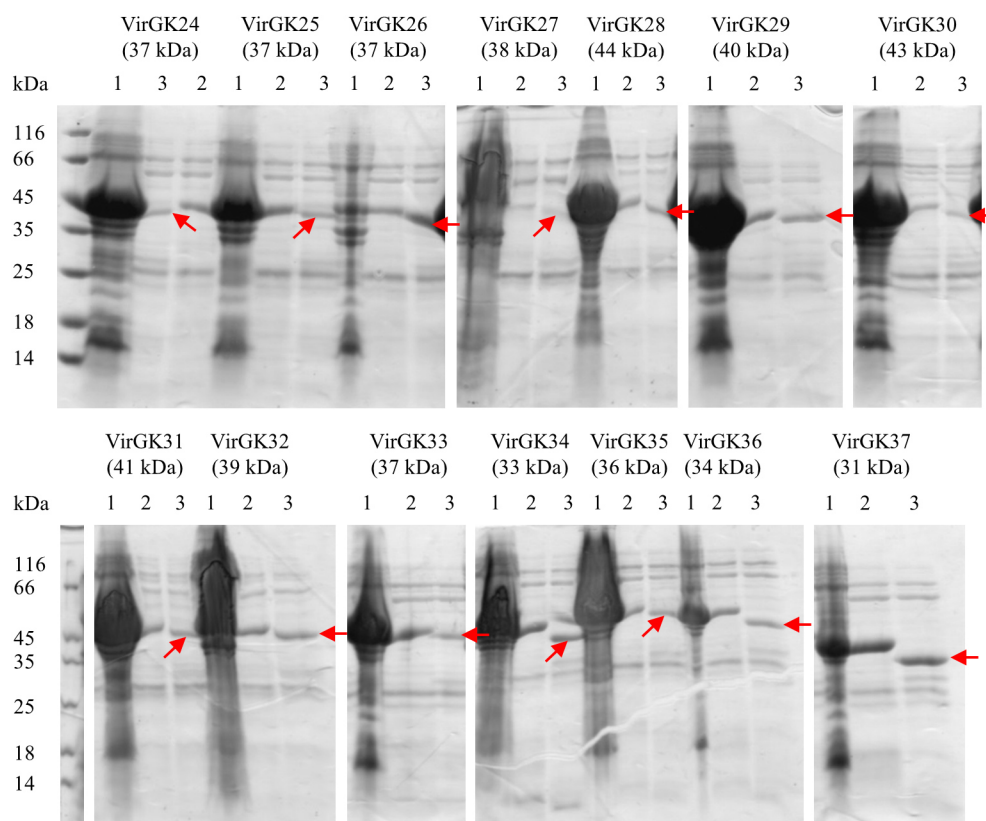 VirGK24 VirGK25 VirGK26 VirGK27 VirGK28 VirGK29 VirGK30
(37 kDa) (37 kDa) (37 kDa) (38 kDa) (44 kDa) (40 kDa) (43 kDa)
kDa 1 3 2 1 2 3 1 2 3 1 2 3 1 2 3 1 2 3 1 2 3
116
66
45
35
25
18
14
VirGK31 VirGK32 VirGK33 VirGK34 VirGK35 VirGK36 VirGK37
(41 kDa) (39 kDa) (37 kDa) (33 kDa) (36 kDa) (34 kDa) (31 kDa)
kDa 1 2 3 1 2 3 1 2 3 1 2 3 1 2 3 1 2 3 1 2 3
116
66
45
35
25
18
14